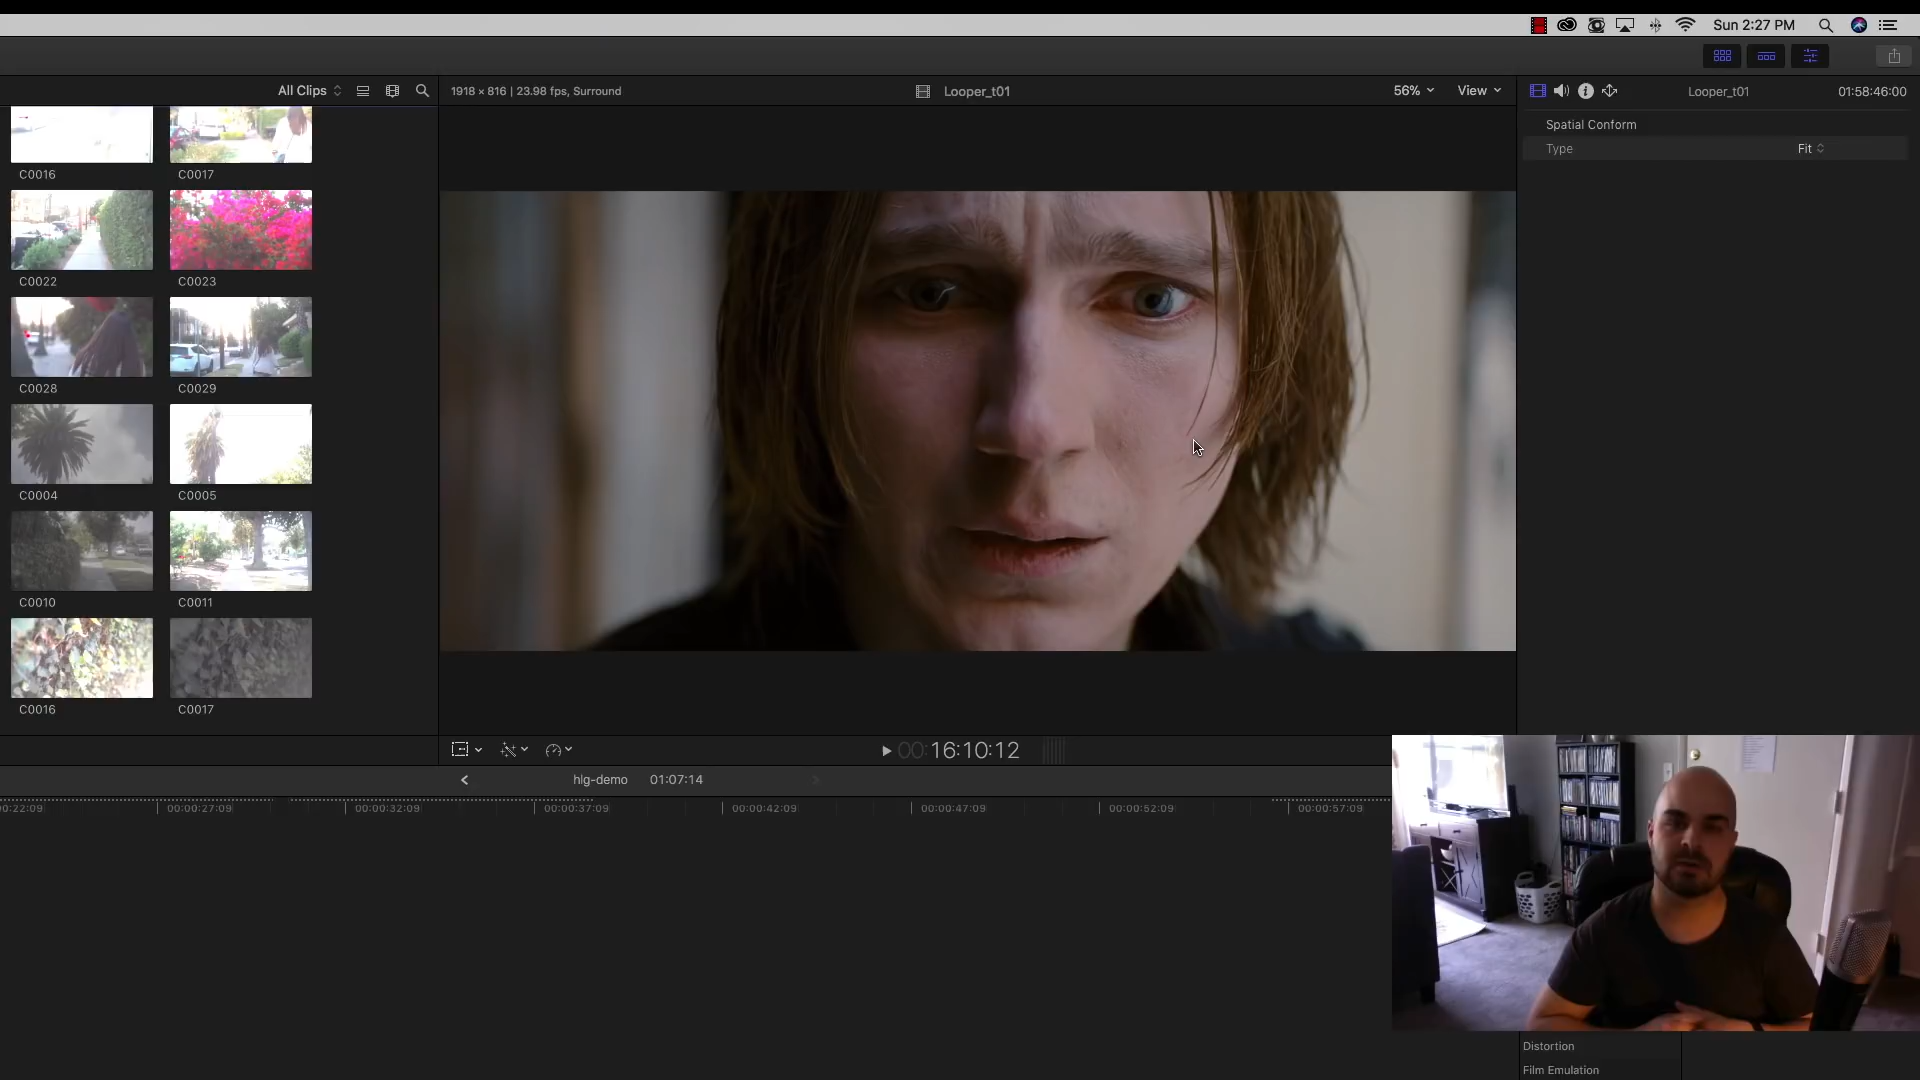 Sun 2:27 PM
All Clips
1918 × 816 | 23.98 fps, Surround
Looper_t01
56%
View
Looper_t01
01:58:46:00
Spatial Conform
Type
Fit
C0016
C0017
C0022
C0023
C0028
C0029
C0004
C0005
C0010
C0011
C0016
C0017
00:16:10:12
hlg-demo
01:07:14
0:22:09
00:00:27:09
00:00:32:09
00:00:37:09
00:00:42:09
00:00:47:09
00:00:52:09
00:00:57:09
Distortion
Film Emulation